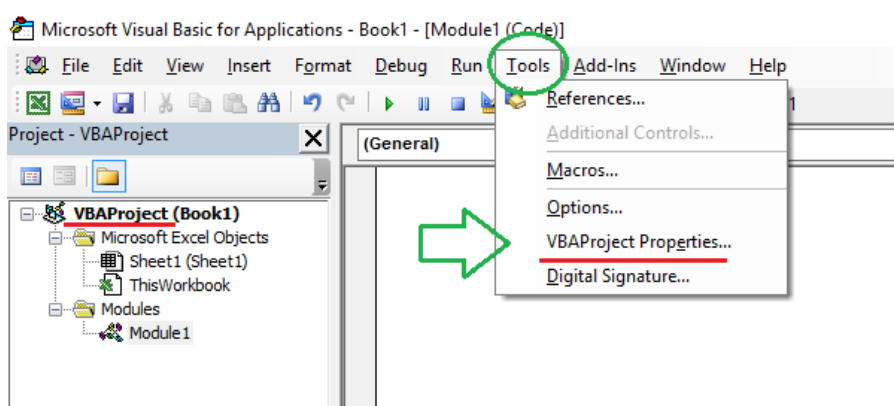 Microsoft Visual Basic for Applications - Book1 - [Module1 (Code)]
File Edit View Insert Format Debug Run Tools Add-Ins Window Help
Project - VBAProject
(General)
VBAProject (Book1)
Microsoft Excel Objects
Sheet1 (Sheet1)
ThisWorkbook
Modules
Module1
References...
Additional Controls...
Macros...
Options...
VBAProject Properties...
Digital Signature...